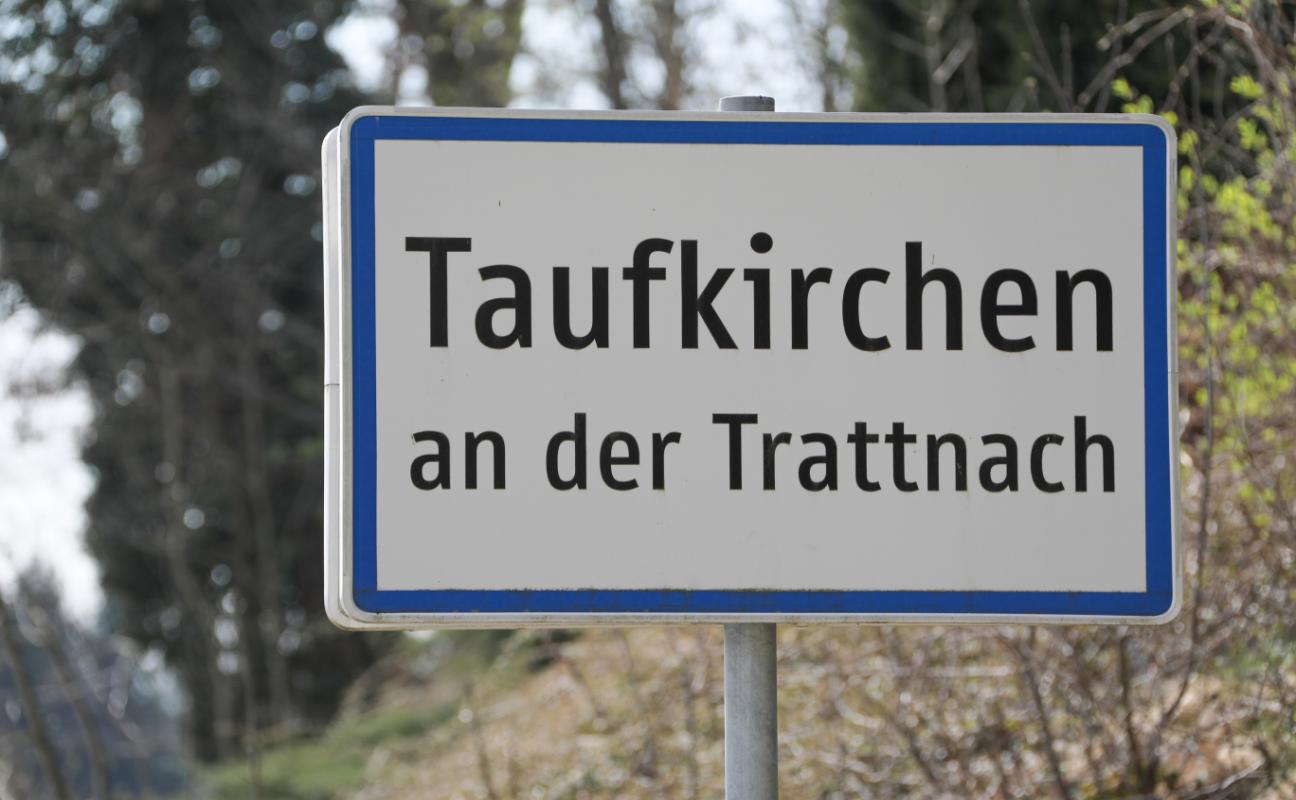 Taufkirchen
an der Trattnach